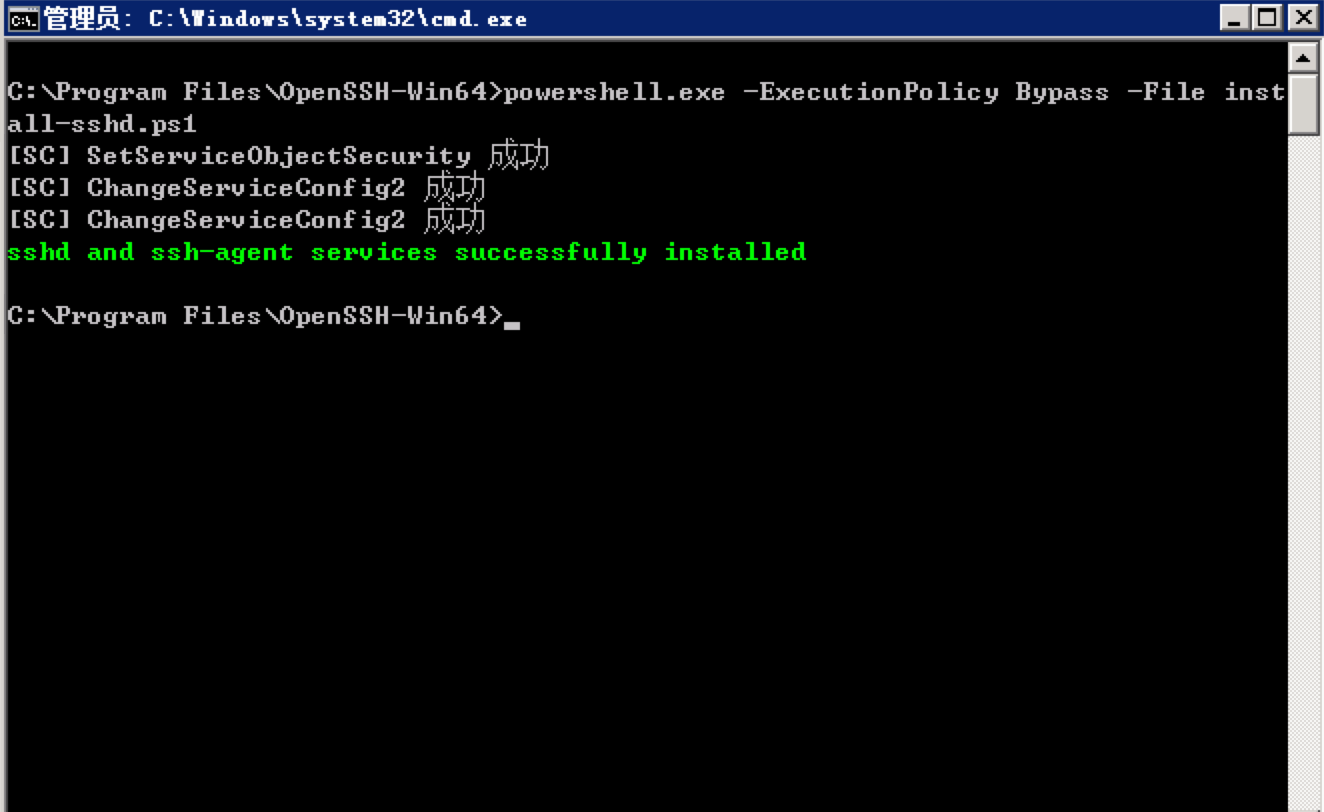 管理员: C:\Windows\system32\cmd.exe
C:\Program Files\OpenSSH-Win64>powershell.exe -ExecutionPolicy Bypass -File inst
all-sshd.ps1
[SC] SetServiceObjectSecurity 成功
[SC] ChangeServiceConfig2 成功
[SC] ChangeServiceConfig2 成功
sshd and ssh-agent services successfully installed
C:\Program Files\OpenSSH-Win64>_